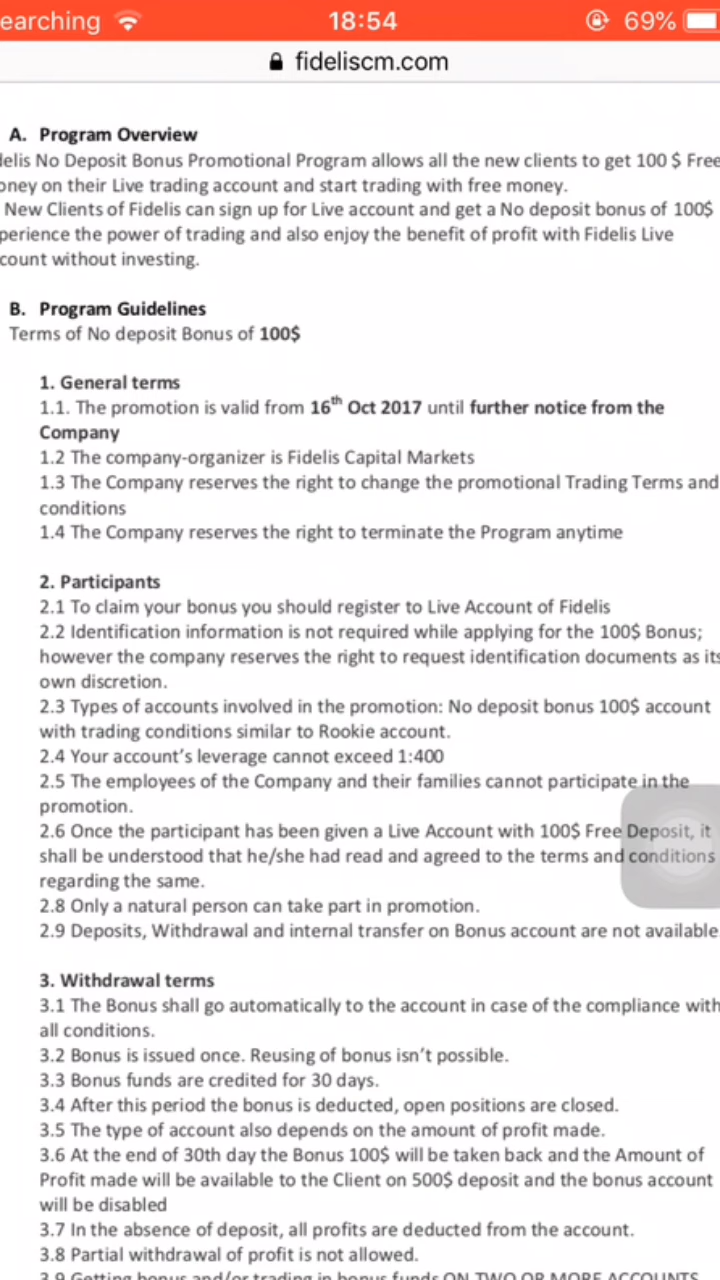 earching 18:54 69%
fideliscm.com
A. Program Overview
delis No Deposit Bonus Promotional Program allows all the new clients to get 100 $ Free
oney on their Live trading account and start trading with free money.
New Clients of Fidelis can sign up for Live account and get a No deposit bonus of 100$
perience the power of trading and also enjoy the benefit of profit with Fidelis Live
count without investing.
B. Program Guidelines
Terms of No deposit Bonus of 100$
1. General terms
1.1. The promotion is valid from 16th Oct 2017 until further notice from the
Company
1.2 The company-organizer is Fidelis Capital Markets
1.3 The Company reserves the right to change the promotional Trading Terms and
conditions
1.4 The Company reserves the right to terminate the Program anytime
2. Participants
2.1 To claim your bonus you should register to Live Account of Fidelis
2.2 Identification information is not required while applying for the 100$ Bonus;
however the company reserves the right to request identification documents as its
own discretion.
2.3 Types of accounts involved in the promotion: No deposit bonus 100$ account
with trading conditions similar to Rookie account.
2.4 Your account's leverage cannot exceed 1:400
2.5 The employees of the Company and their families cannot participate in the
promotion.
2.6 Once the participant has been given a Live Account with 100$ Free Deposit, it
shall be understood that he/she had read and agreed to the terms and conditions
regarding the same.
2.8 Only a natural person can take part in promotion.
2.9 Deposits, Withdrawal and internal transfer on Bonus account are not available
3. Withdrawal terms
3.1 The Bonus shall go automatically to the account in case of the compliance with
all conditions.
3.2 Bonus is issued once. Reusing of bonus isn't possible.
3.3 Bonus funds are credited for 30 days.
3.4 After this period the bonus is deducted, open positions are closed.
3.5 The type of account also depends on the amount of profit made.
3.6 At the end of 30th day the Bonus 100$ will be taken back and the Amount of
Profit made will be available to the Client on 500$ deposit and the bonus account
will be disabled
3.7 In the absence of deposit, all profits are deducted from the account.
3.8 Partial withdrawal of profit is not allowed.
3.9 Getting bonus and/or trading in bonus funds ON TWO OR MORE ACCOUNTS